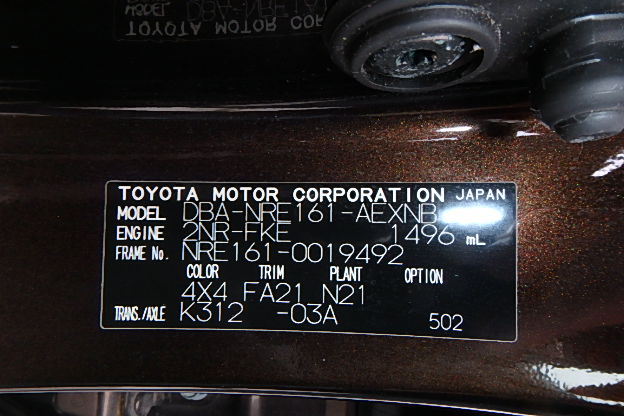 TOYOTA MOTOR CORPORATION JAPAN
MODEL DBA-NRE161-AEXNB
ENGINE 2NR-FKE 1496 mL
FRAME No. NRE161-0019492
COLOR TRIM PLANT OPTION
4X4 FA21 N21
TRANS./AXLE K312 -03A
502